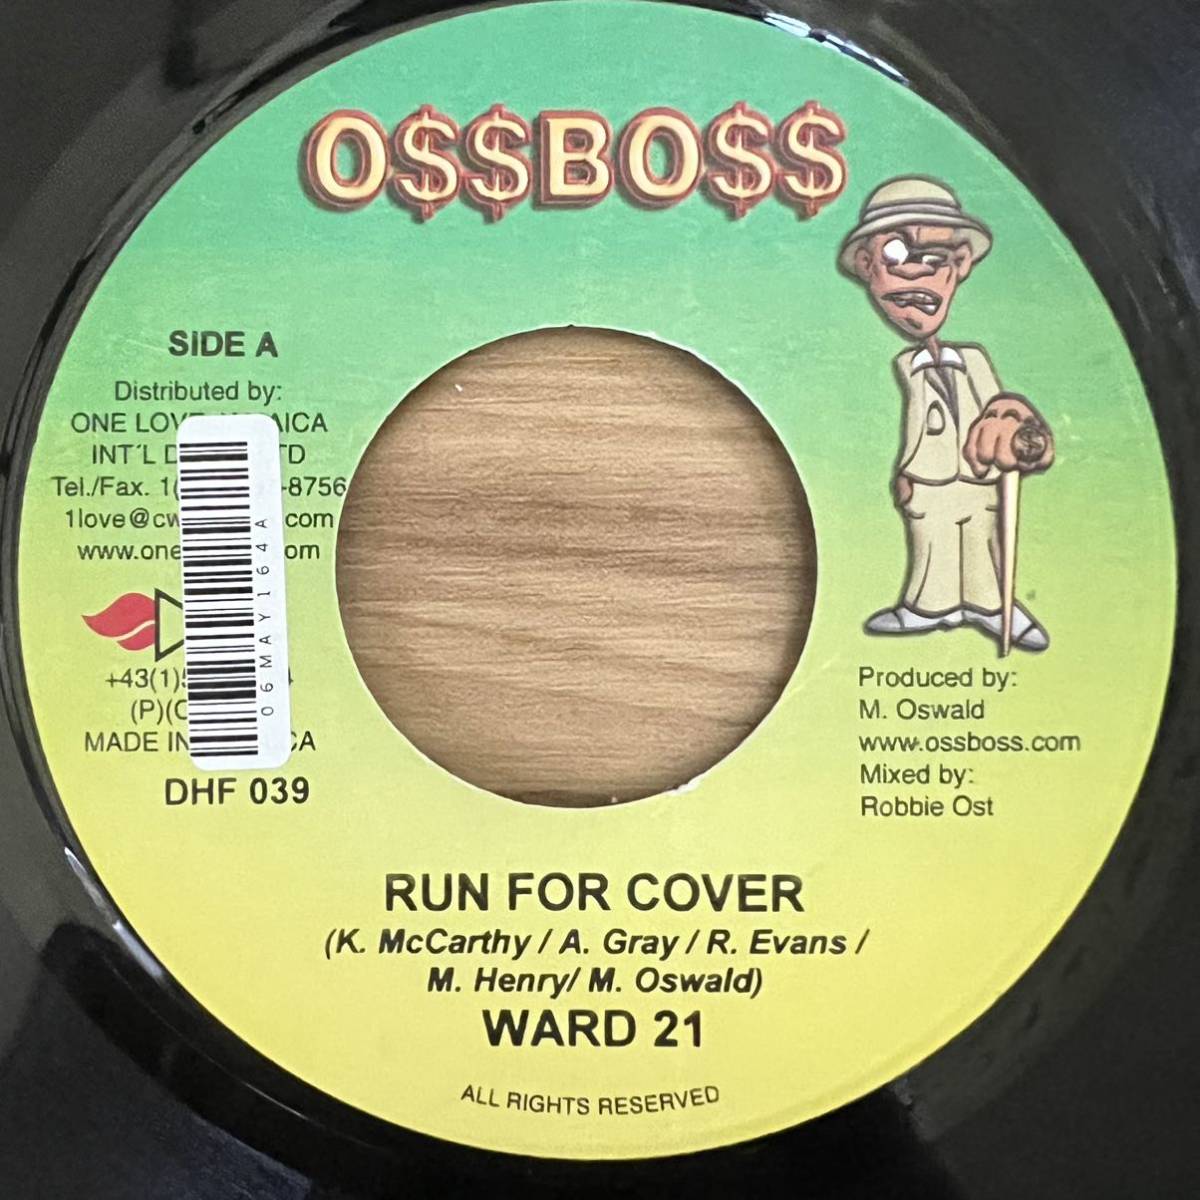 O$$BO$$
SIDE A
Distributed by:
ONE LOVE JAMAICA
INT´L TD
Tel./Fax. -8756
1love@cw com
www.one om
+43(1)
(P)(C
MADE IN CA
DHF 039
06MAY164A
Produced by:
M. Oswald
www.ossboss.com
Mixed by:
Robbie Ost
RUN FOR COVER
(K. McCarthy / A. Gray / R. Evans /
M. Henry/ M. Oswald)
WARD 21
ALL RIGHTS RESERVED